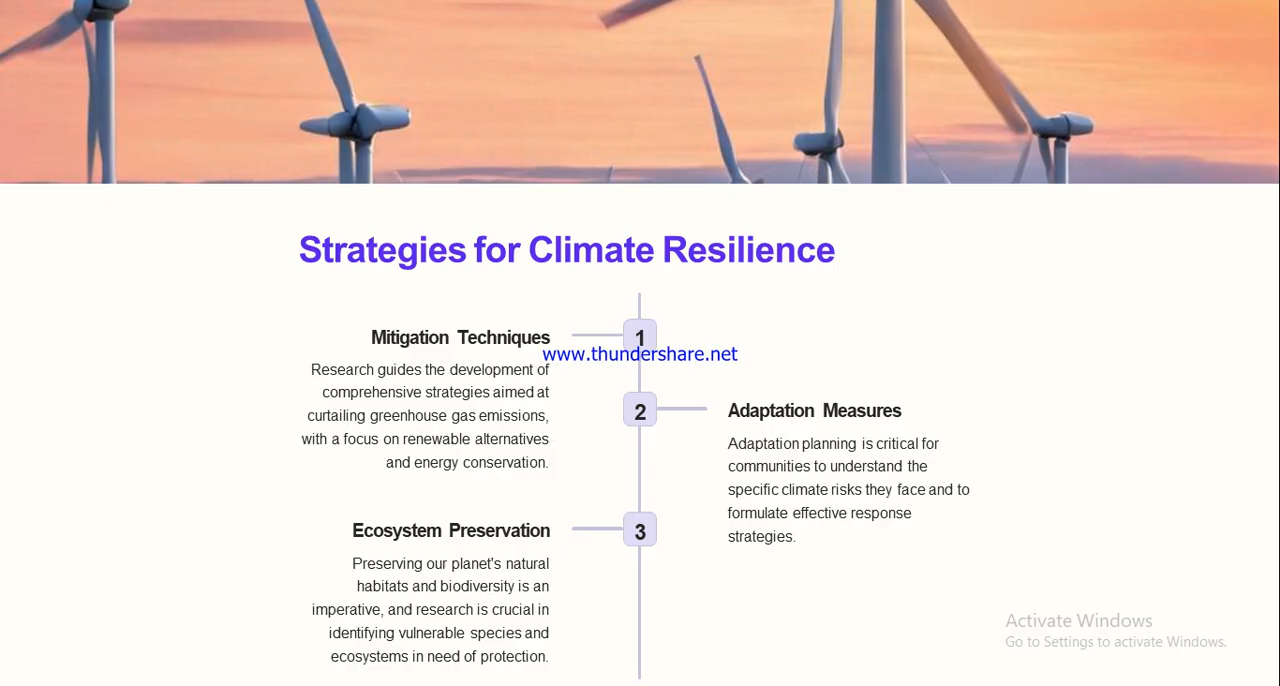 Strategies for Climate Resilience
Mitigation Techniques
1
www.thundershare.net
Research guides the development of
comprehensive strategies aimed at
curtailing greenhouse gas emissions,
with a focus on renewable alternatives
and energy conservation.
2
Adaptation Measures
Adaptation planning is critical for
communities to understand the
specific climate risks they face and to
formulate effective response
strategies.
Ecosystem Preservation
3
Preserving our planet's natural
habitats and biodiversity is an
imperative, and research is crucial in
identifying vulnerable species and
ecosystems in need of protection.
Activate Windows
Go to Settings to activate Windows.